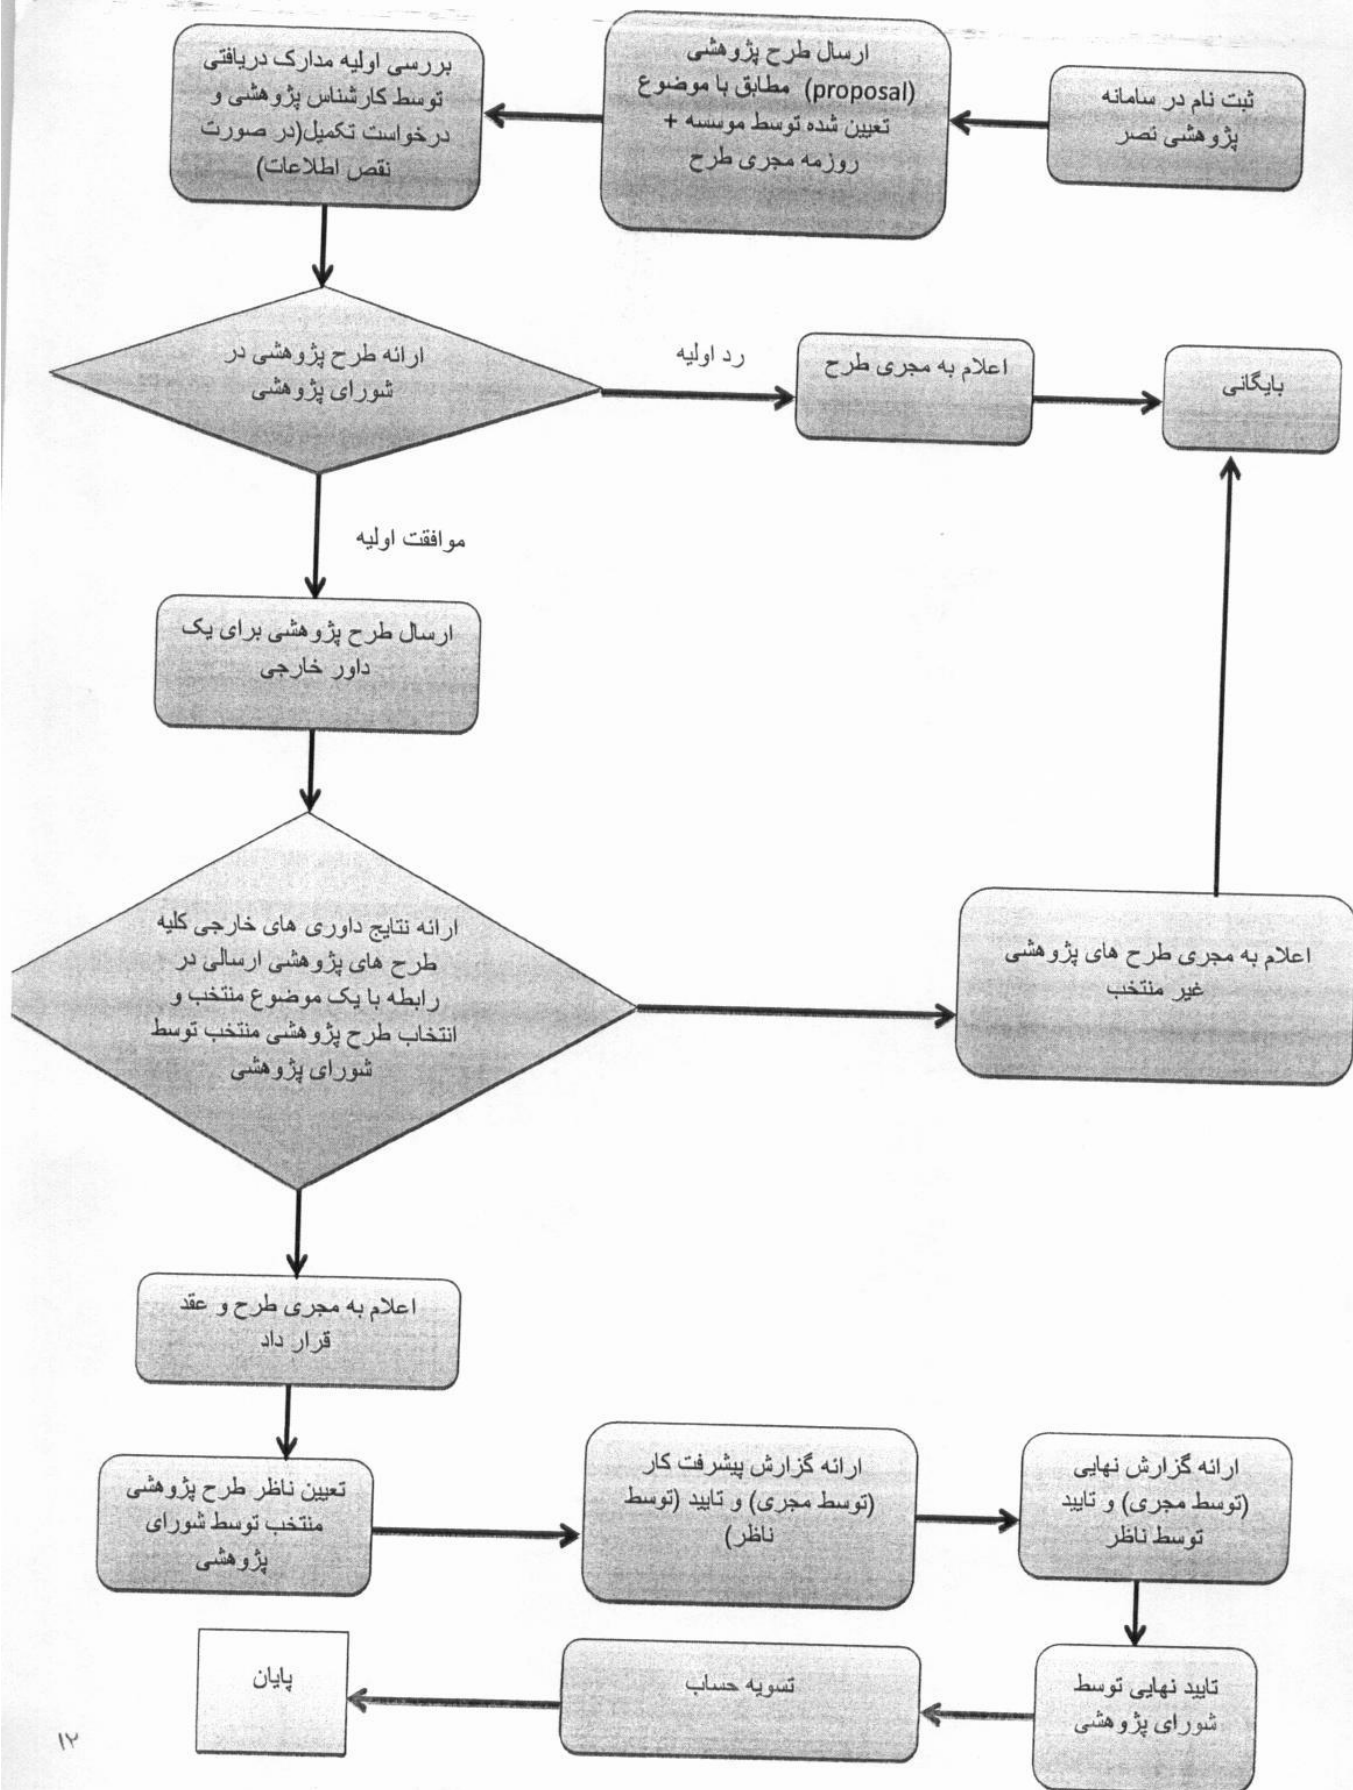 ثبت نام در سامانه
پژوهشی نصر
ارسال طرح پژوهشی
(proposal) مطابق با موضوع
تعیین شده توسط موسسه +
روزمه مجری طرح
بررسی اولیه مدارک دریافتی
توسط کارشناس پژوهشی و
درخواست تکمیل(در صورت
نقص اطلاعات)
ارائه طرح پژوهشی در
شورای پژوهشی
رد اولیه
اعلام به مجری طرح
بایگانی
موافقت اولیه
ارسال طرح پژوهشی برای یک
داور خارجی
ارائه نتایج داوری های خارجی کلیه
طرح های پژوهشی ارسالی در
رابطه با یک موضوع منتخب و
انتخاب طرح پژوهشی منتخب توسط
شورای پژوهشی
اعلام به مجری طرح های پژوهشی
غیر منتخب
اعلام به مجری طرح و عقد
قرار داد
تعیین ناظر طرح پژوهشی
منتخب توسط شورای
پژوهشی
ارائه گزارش پیشرفت کار
(توسط مجری) و تایید (توسط
ناظر)
ارائه گزارش نهایی
(توسط مجری) و تایید
توسط ناظر
تایید نهایی توسط
شورای پژوهشی
تسویه حساب
پایان
۱۲